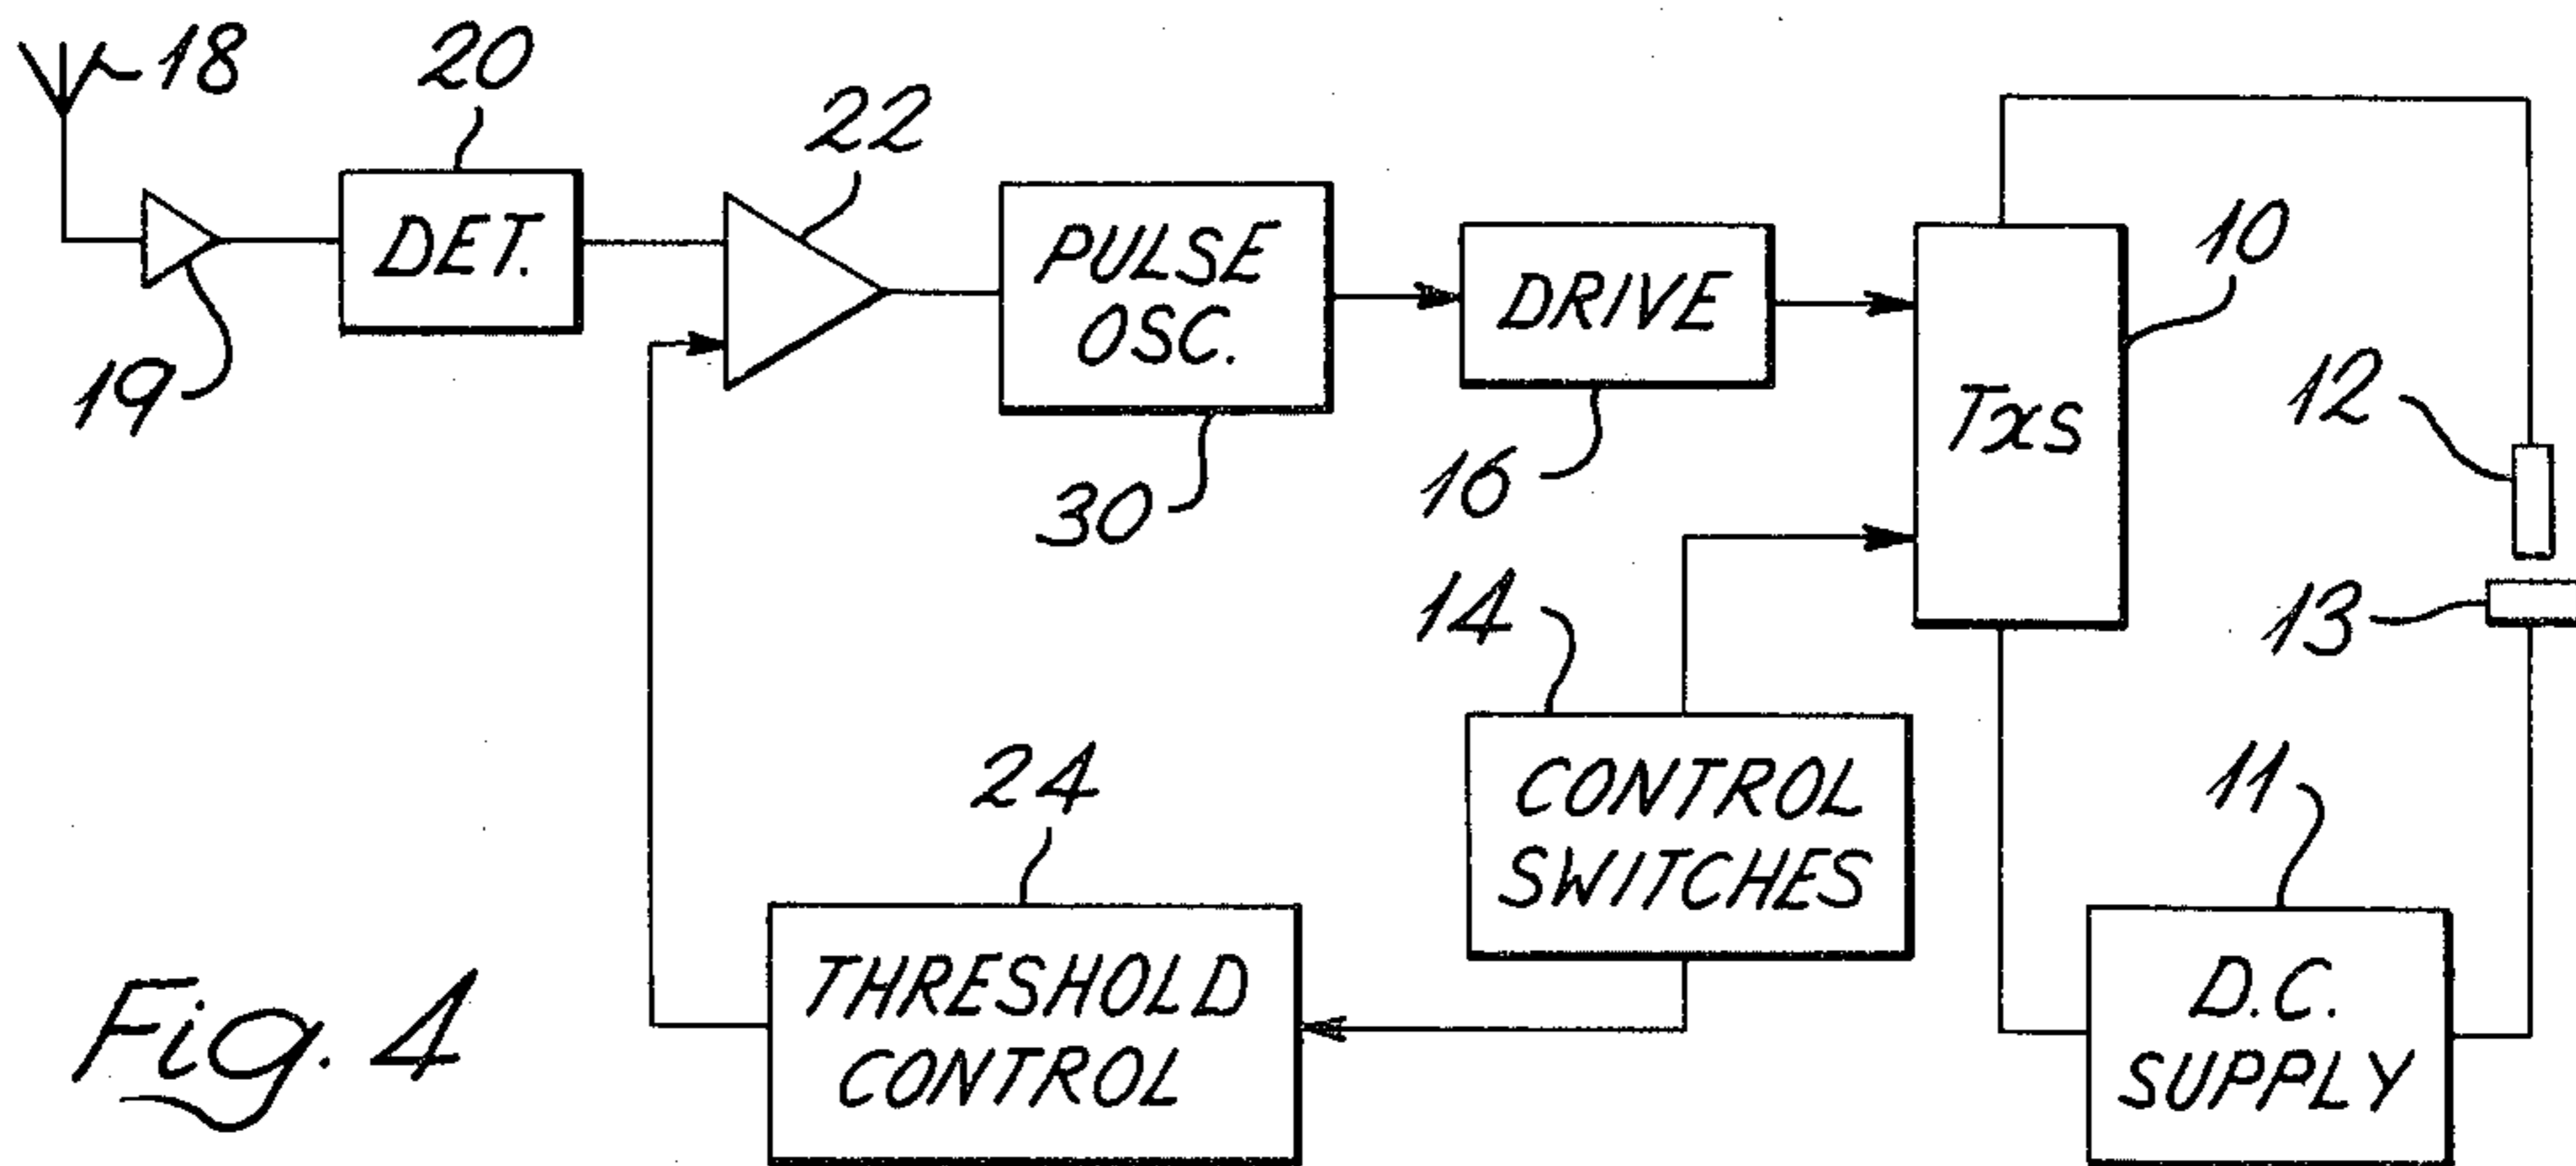 18
20
22
DET.
19
PULSE
OSC.
30
DRIVE
16
TxS
10
12
13
14
CONTROL
SWITCHES
24
THRESHOLD
CONTROL
11
D.C.
SUPPLY
Fig. 4